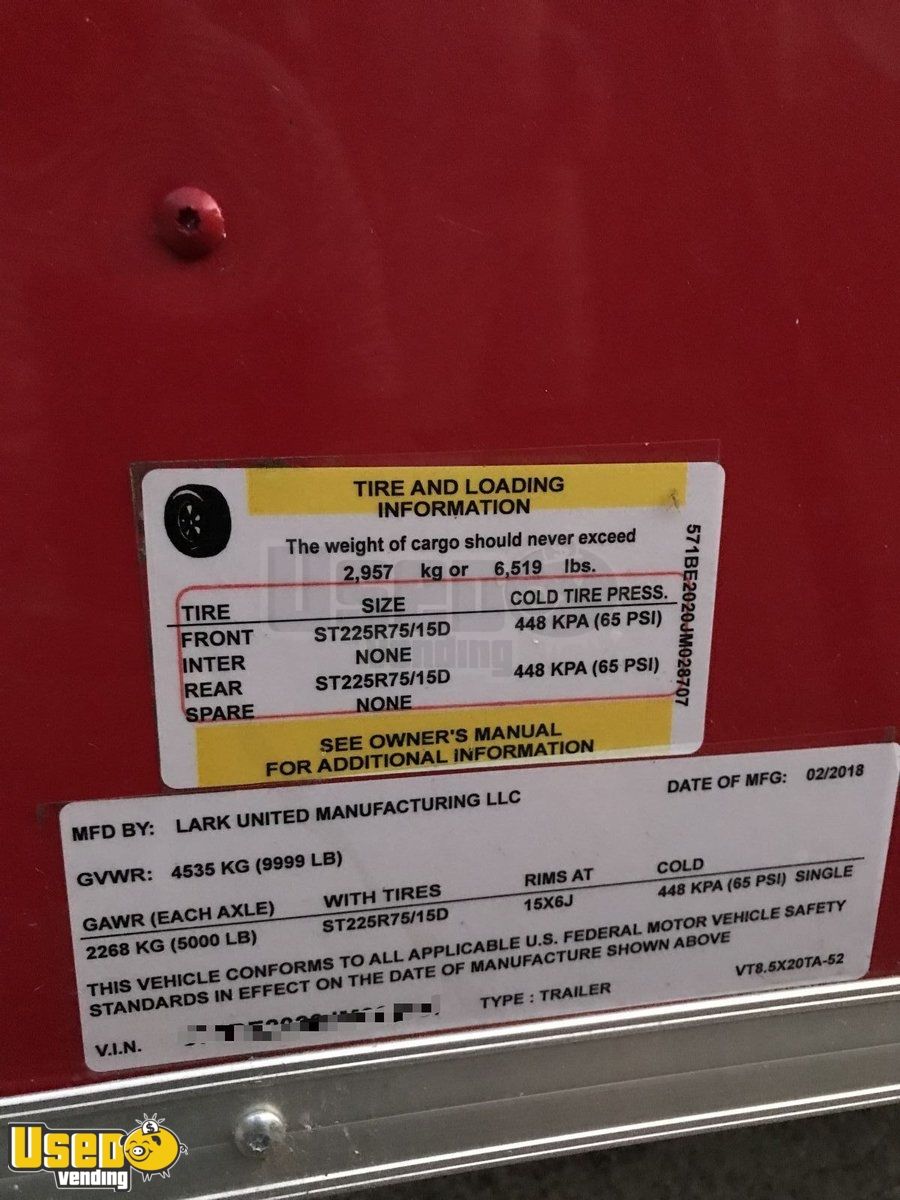 TIRE AND LOADING
INFORMATION
The weight of cargo should never exceed
2,957 kg or 6,519 lbs.
TIRE SIZE COLD TIRE PRESS.
FRONT ST225R75/15D 448 KPA (65 PSI)
INTER NONE
REAR ST225R75/15D 448 KPA (65 PSI)
SPARE NONE
SEE OWNER'S MANUAL
FOR ADDITIONAL INFORMATION
571BE2020JM028707
MFD BY: LARK UNITED MANUFACTURING LLC DATE OF MFG: 02/2018
GVWR: 4535 KG (9999 LB)
GAWR (EACH AXLE) WITH TIRES RIMS AT COLD
2268 KG (5000 LB) ST225R75/15D 15X6J 448 KPA (65 PSI) SINGLE
THIS VEHICLE CONFORMS TO ALL APPLICABLE U.S. FEDERAL MOTOR VEHICLE SAFETY
STANDARDS IN EFFECT ON THE DATE OF MANUFACTURE SHOWN ABOVE
V.I.N. TYPE : TRAILER VT8.5X20TA-52
USED
vending
USED
vending